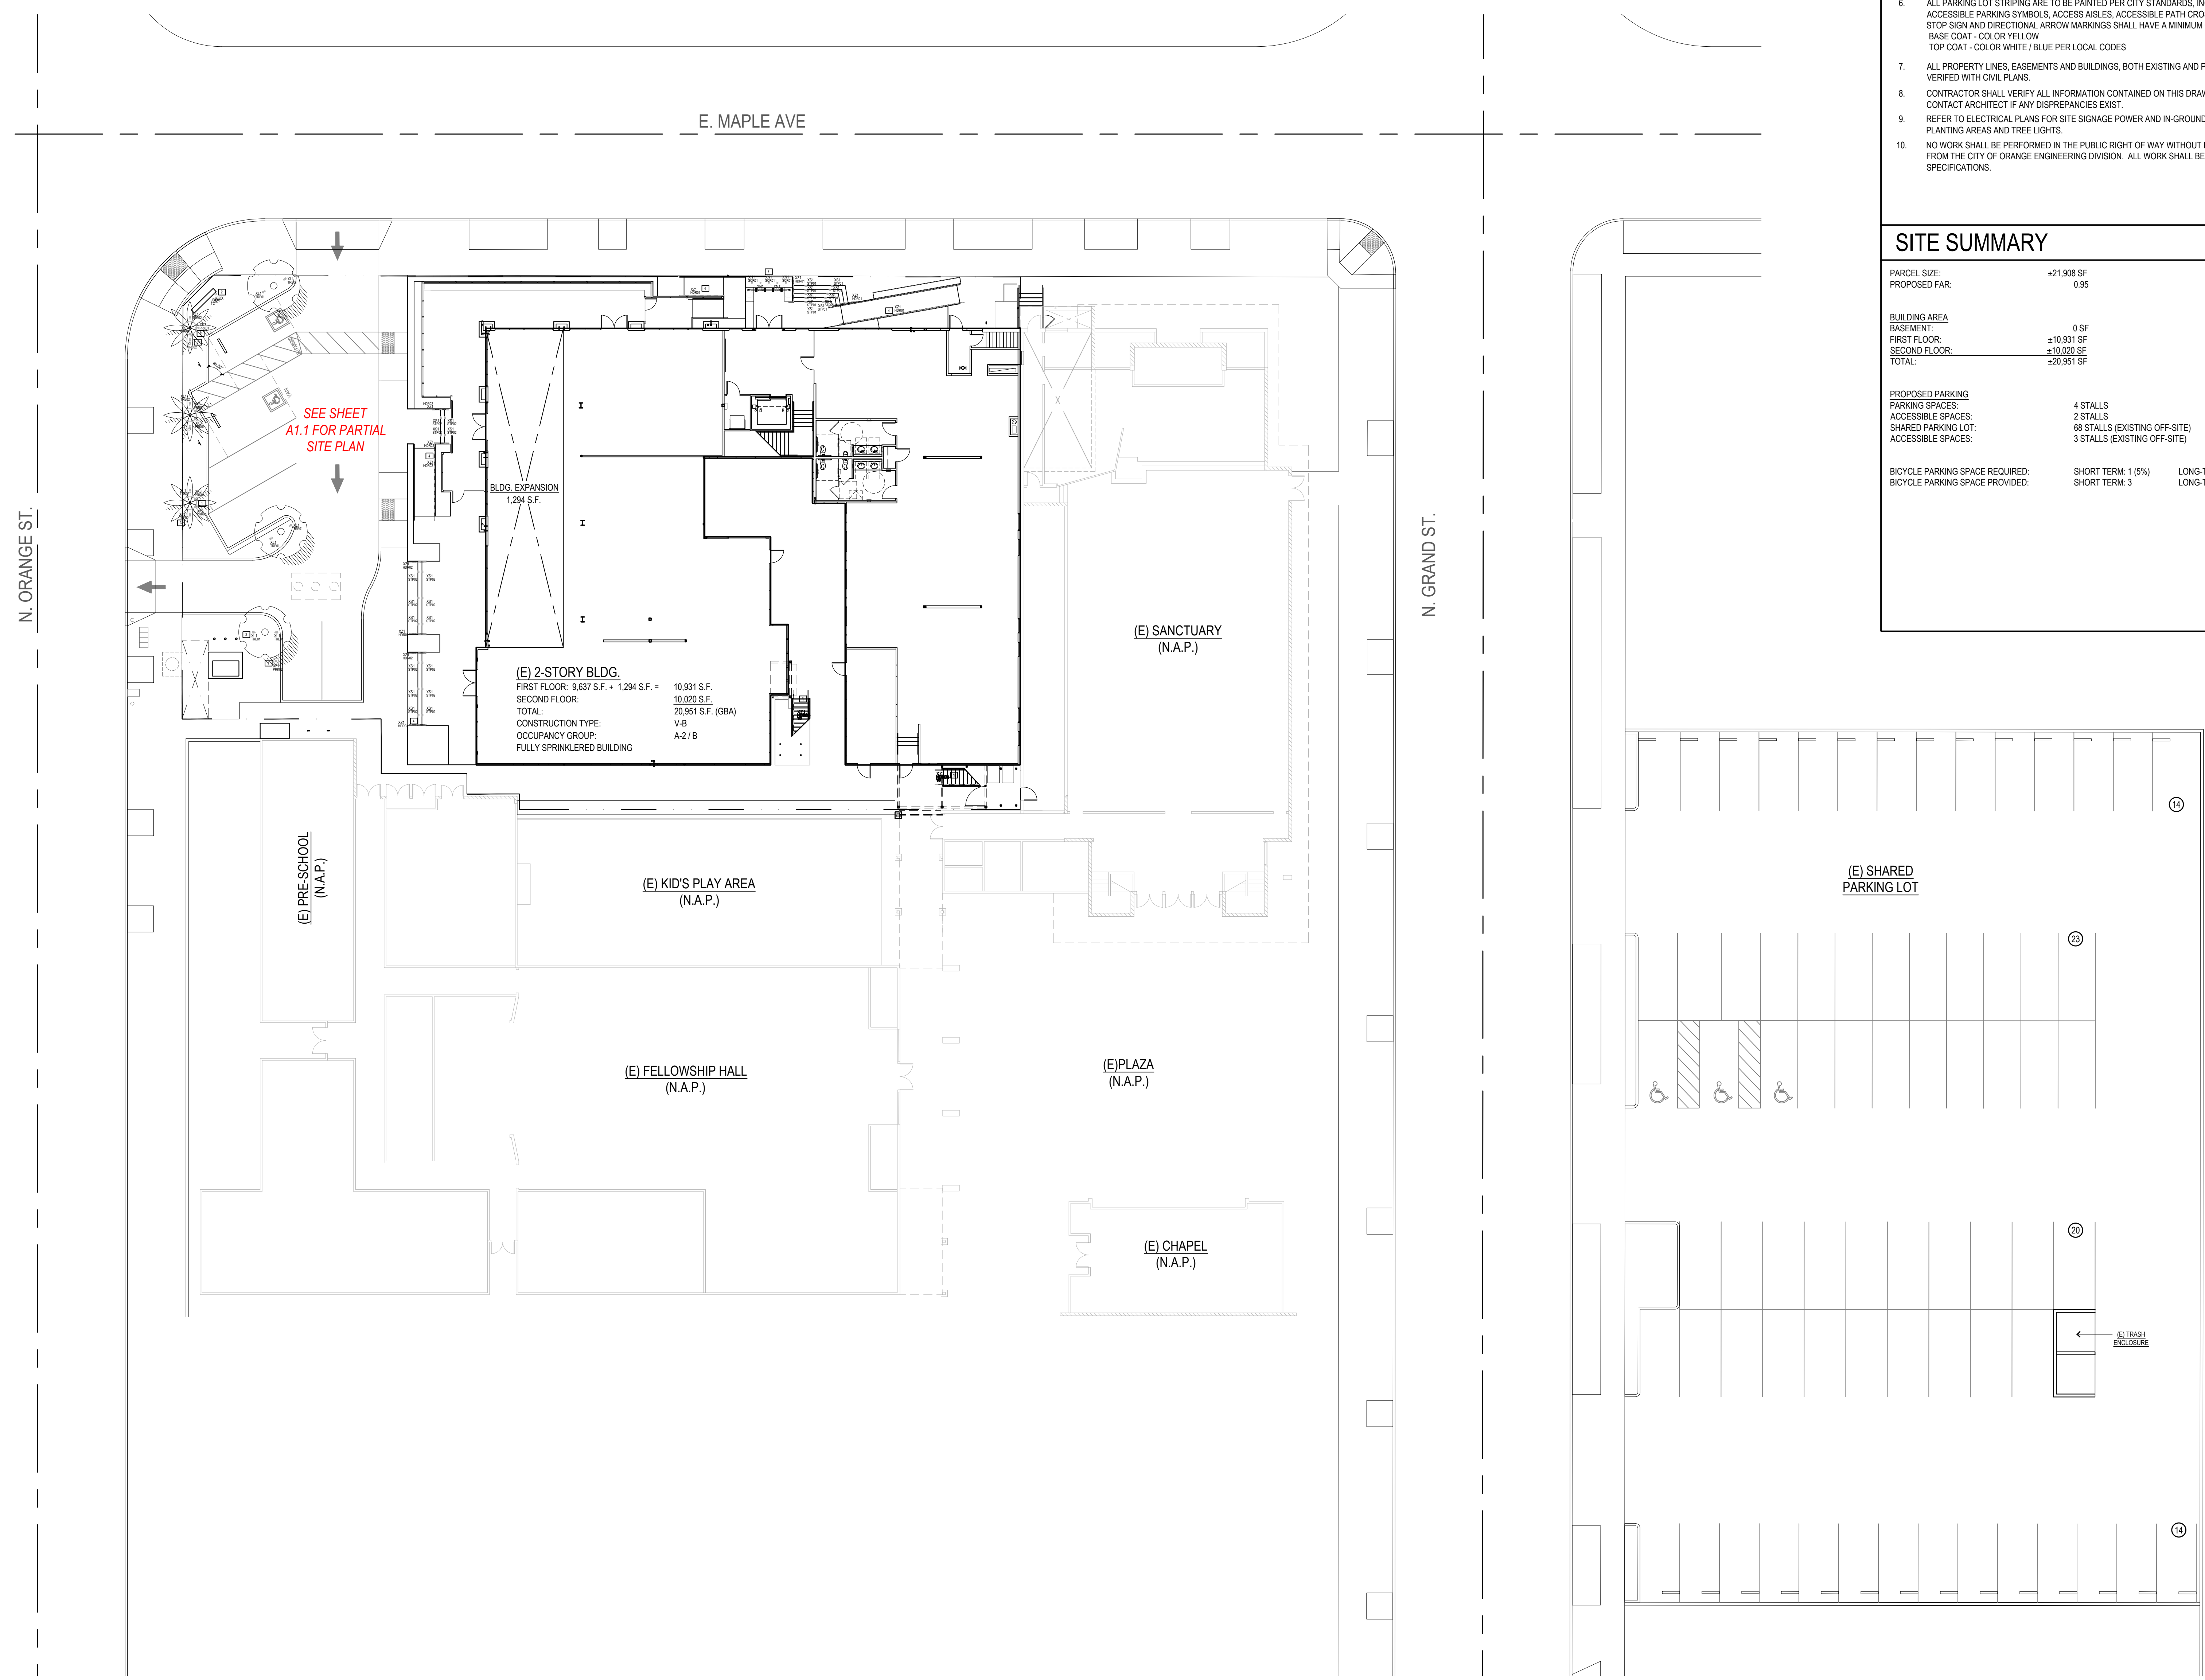 6. ALL PARKING LOT STRIPING ARE TO BE PAINTED PER CITY STANDARDS, IN
ACCESSIBLE PARKING SYMBOLS, ACCESS AISLES, ACCESSIBLE PATH CRO
STOP SIGN AND DIRECTIONAL ARROW MARKINGS SHALL HAVE A MINIMUM
BASE COAT - COLOR YELLOW
TOP COAT - COLOR WHITE / BLUE PER LOCAL CODES
7. ALL PROPERTY LINES, EASEMENTS AND BUILDINGS, BOTH EXISTING AND P
VERIFED WITH CIVIL PLANS.
8. CONTRACTOR SHALL VERIFY ALL INFORMATION CONTAINED ON THIS DRAW
CONTACT ARCHITECT IF ANY DISPREPANCIES EXIST.
9. REFER TO ELECTRICAL PLANS FOR SITE SIGNAGE POWER AND IN-GROUND
PLANTING AREAS AND TREE LIGHTS.
10. NO WORK SHALL BE PERFORMED IN THE PUBLIC RIGHT OF WAY WITHOUT
FROM THE CITY OF ORANGE ENGINEERING DIVISION. ALL WORK SHALL BE
SPECIFICATIONS.
SITE SUMMARY
PARCEL SIZE: ±21,908 SF
PROPOSED FAR: 0.95
BUILDING AREA
BASEMENT: 0 SF
FIRST FLOOR: ±10,931 SF
SECOND FLOOR: ±10,020 SF
TOTAL: ±20,951 SF
PROPOSED PARKING
PARKING SPACES: 4 STALLS
ACCESSIBLE SPACES: 2 STALLS
SHARED PARKING LOT: 68 STALLS (EXISTING OFF-SITE)
ACCESSIBLE SPACES: 3 STALLS (EXISTING OFF-SITE)
BICYCLE PARKING SPACE REQUIRED: SHORT TERM: 1 (5%) LONG-T
BICYCLE PARKING SPACE PROVIDED: SHORT TERM: 3 LONG-T
E. MAPLE AVE
N. ORANGE ST.
N. GRAND ST.
SEE SHEET
A1.1 FOR PARTIAL
SITE PLAN
BLDG. EXPANSION
1,294 S.F.
(E) 2-STORY BLDG.
FIRST FLOOR: 9,637 S.F. + 1,294 S.F. = 10,931 S.F.
SECOND FLOOR: 10,020 S.F.
TOTAL: 20,951 S.F. (GBA)
CONSTRUCTION TYPE: V-B
OCCUPANCY GROUP: A-2 / B
FULLY SPRINKLERED BUILDING
(E) SANCTUARY
(N.A.P.)
(E) PRE-SCHOOL
(N.A.P.)
(E) KID'S PLAY AREA
(N.A.P.)
(E) FELLOWSHIP HALL
(N.A.P.)
(E)PLAZA
(N.A.P.)
(E) CHAPEL
(N.A.P.)
(E) SHARED
PARKING LOT
14
23
20
(E) TRASH
ENCLOSURE
14